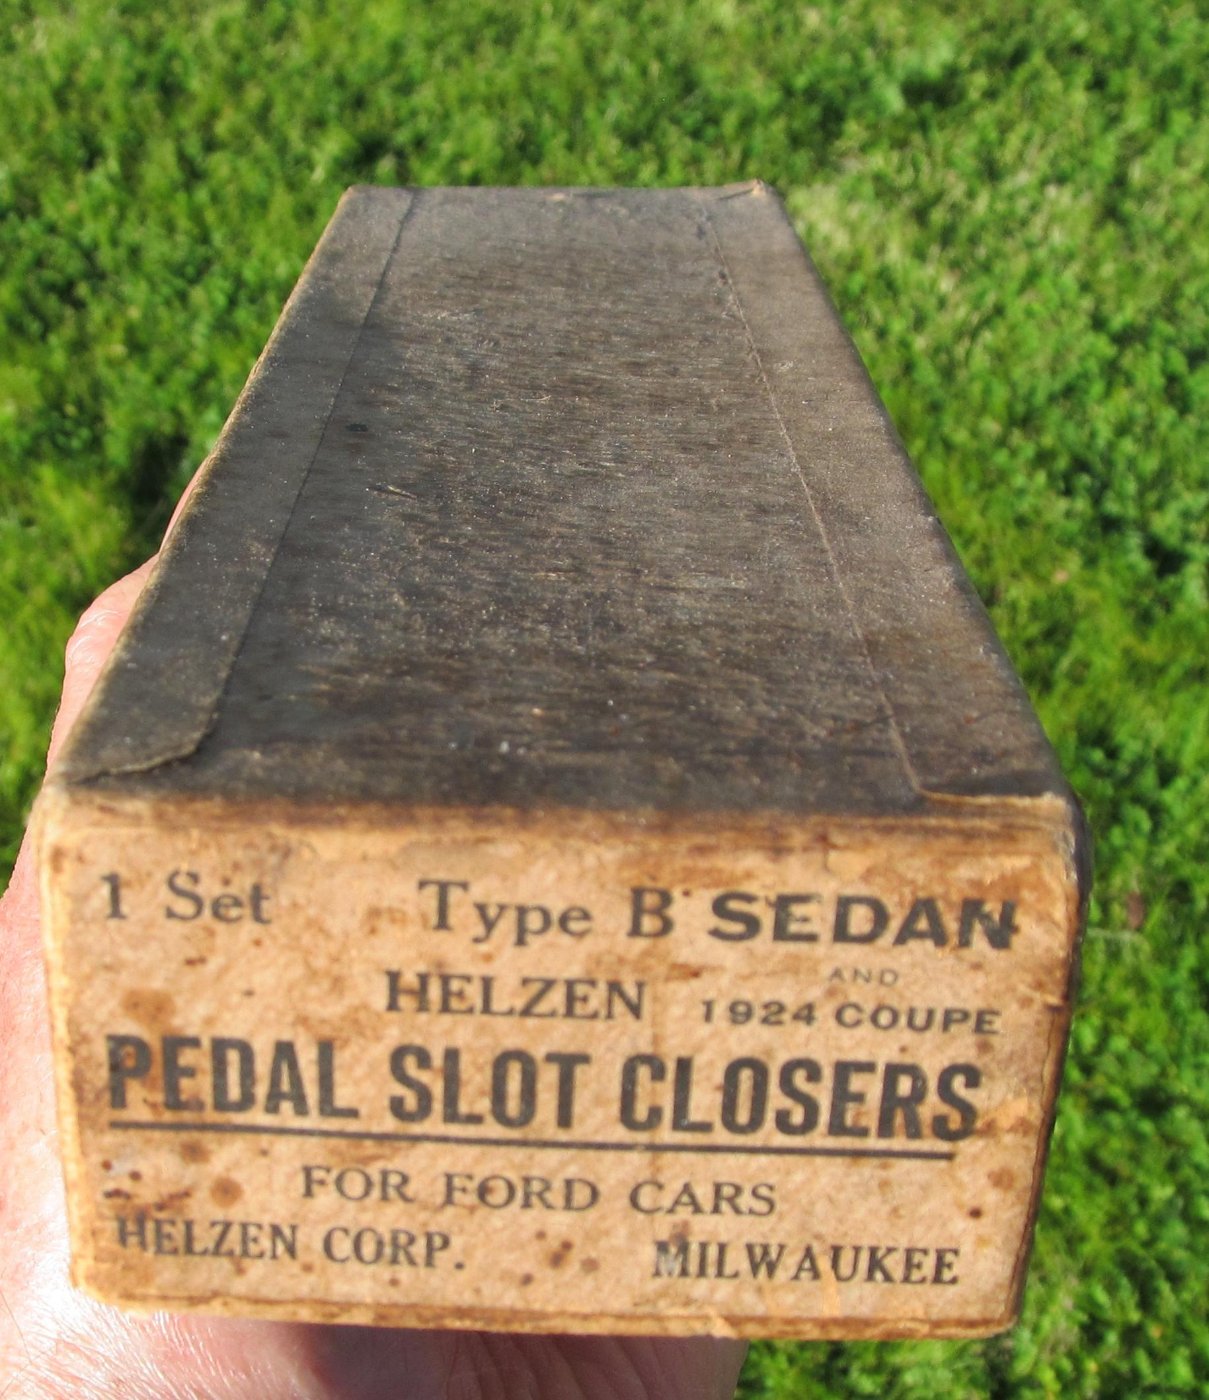 1 Set Type B SEDAN
AND
HELZEN 1924 COUPE
PEDAL SLOT CLOSERS
FOR FORD CARS
HELZEN CORP. MILWAUKEE